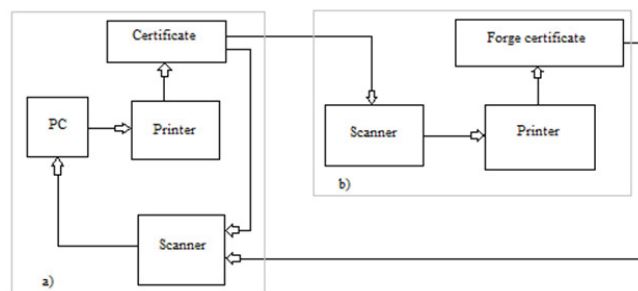 Certificate
Forge certificate
PC
Printer
Scanner
Printer
b)
Scanner
a)